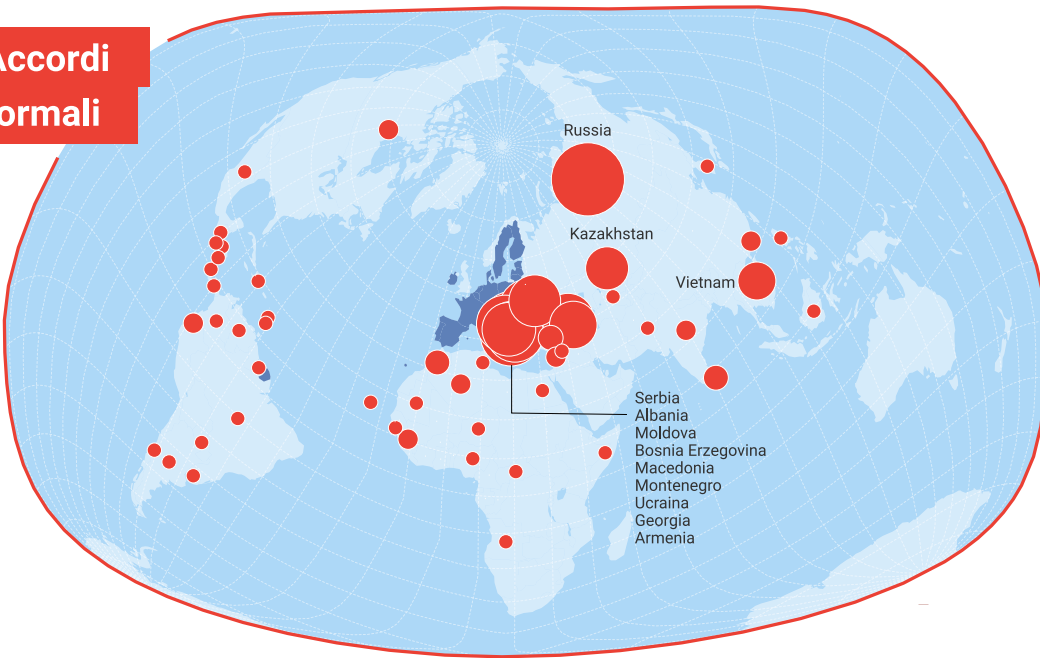 Accordi
ormali
Russia
Kazakhstan
Vietnam
Serbia
Albania
Moldova
Bosnia Erzegovina
Macedonia
Montenegro
Ucraina
Georgia
Armenia